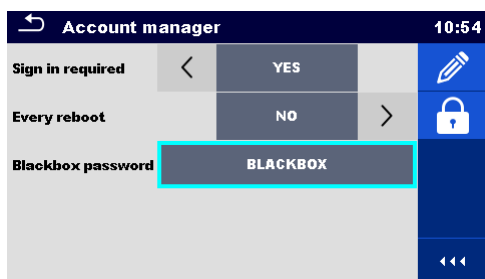 Account manager 10:54
Sign in required YES
Every reboot NO
Blackbox password BLACKBOX